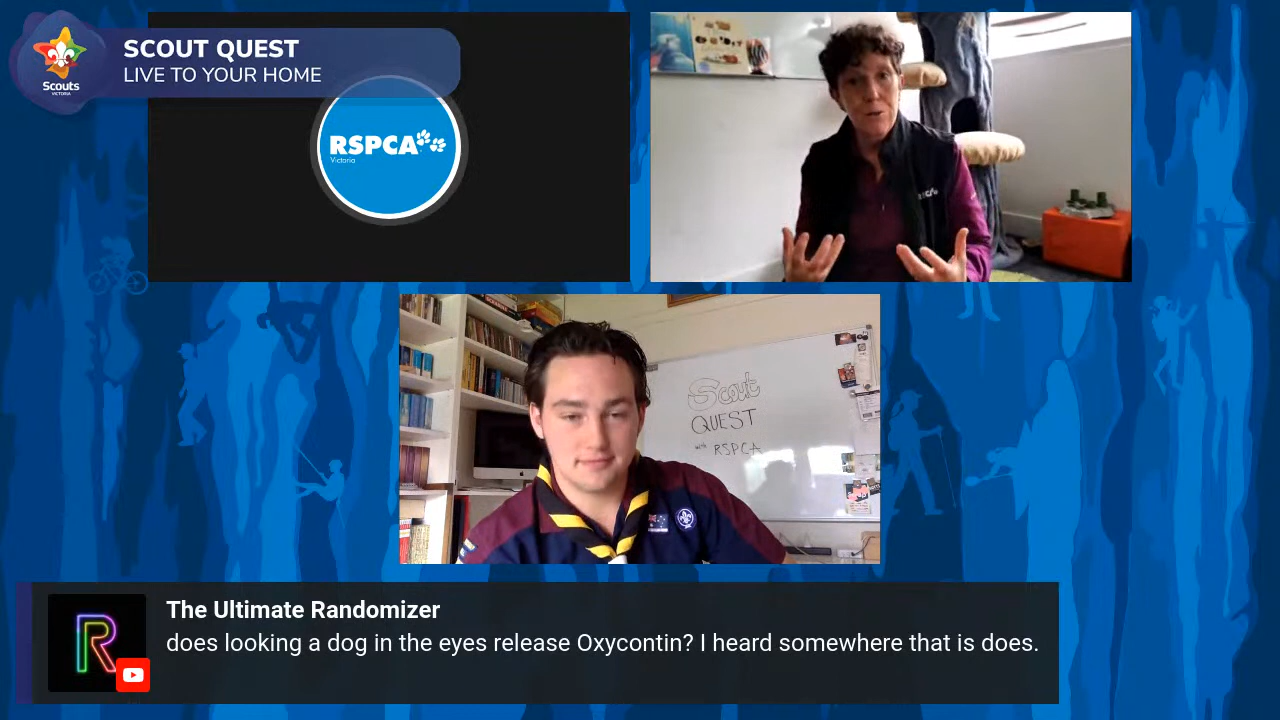 SCOUT QUEST
LIVE TO YOUR HOME
Scouts
VICTORIA
RSPCA
Victoria
Scout
QUEST
with RSPCA
The Ultimate Randomizer
does looking a dog in the eyes release Oxycontin? I heard somewhere that is does.